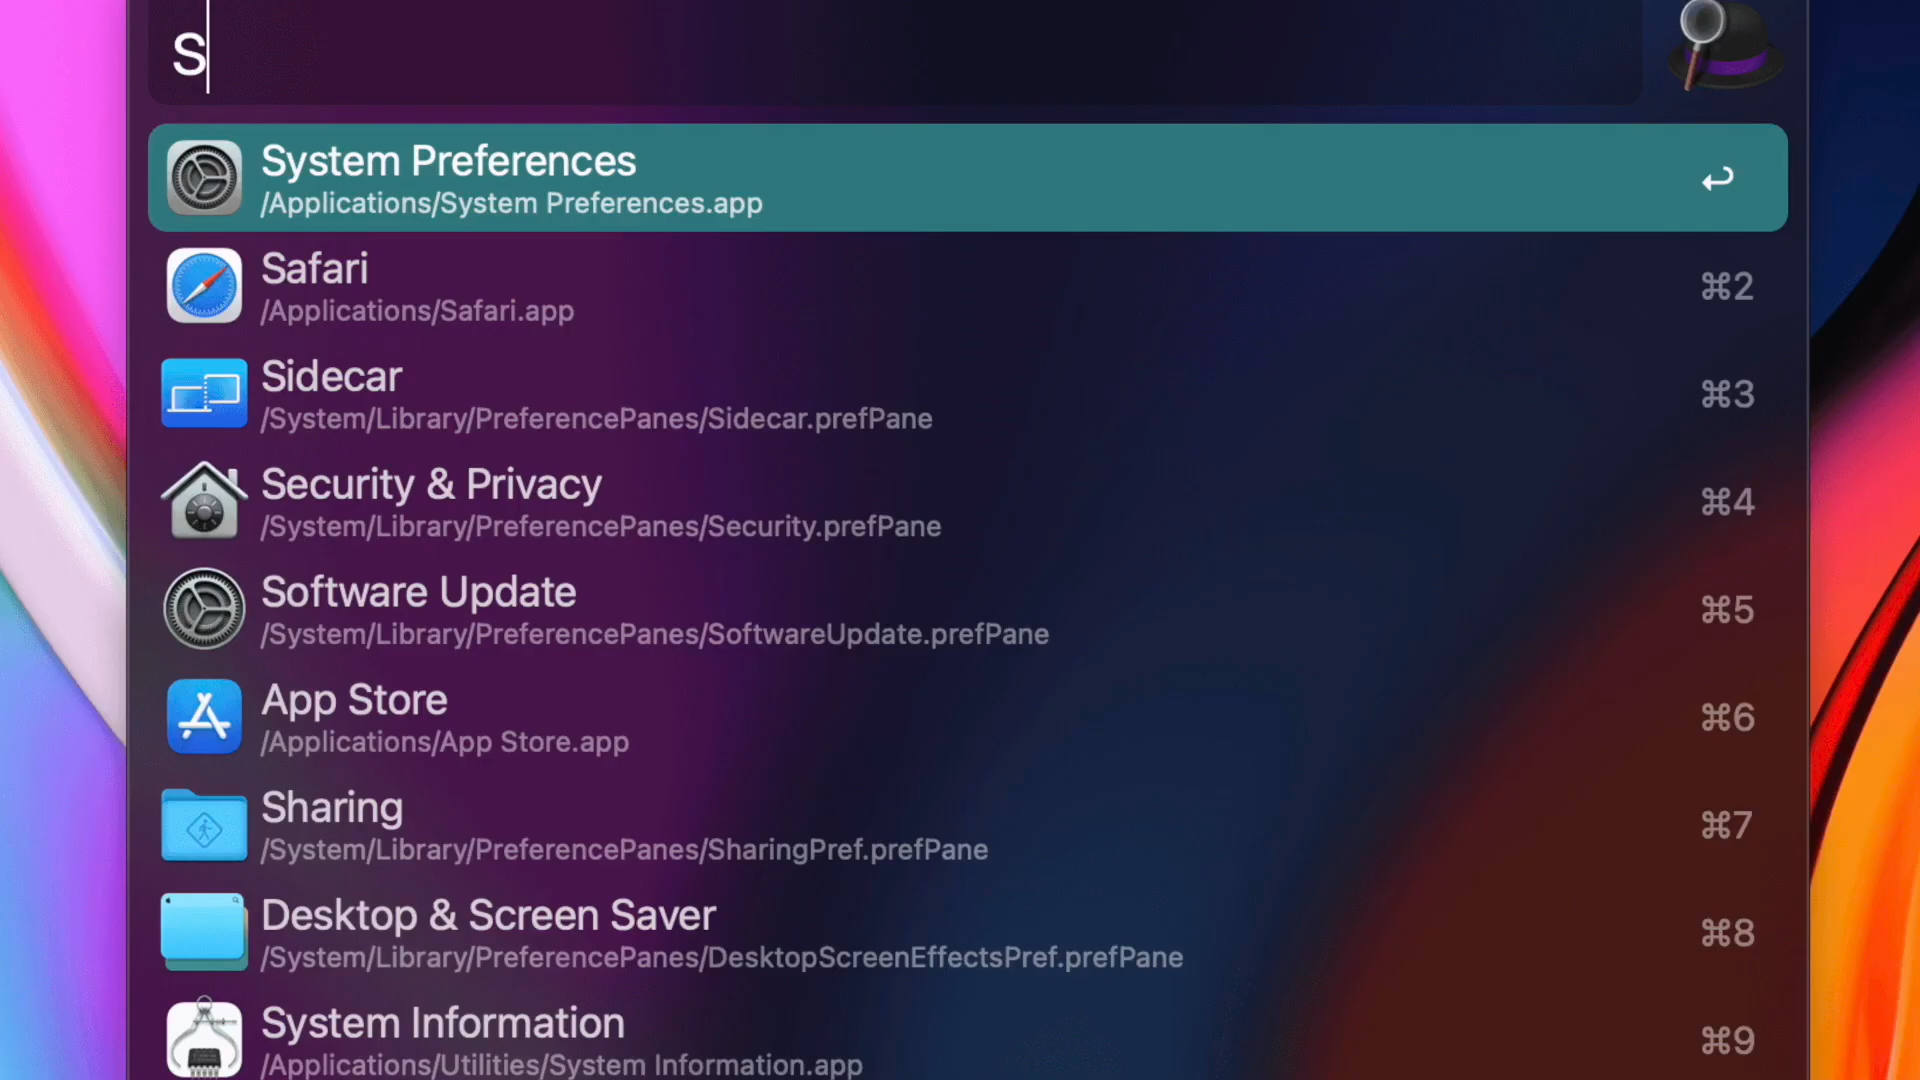 S
System Preferences
/Applications/System Preferences.app
↩
Safari
/Applications/Safari.app
⌘2
Sidecar
/System/Library/PreferencePanes/Sidecar.prefPane
⌘3
Security & Privacy
/System/Library/PreferencePanes/Security.prefPane
⌘4
Software Update
/System/Library/PreferencePanes/SoftwareUpdate.prefPane
⌘5
App Store
/Applications/App Store.app
⌘6
Sharing
/System/Library/PreferencePanes/SharingPref.prefPane
⌘7
Desktop & Screen Saver
/System/Library/PreferencePanes/DesktopScreenEffectsPref.prefPane
⌘8
System Information
/Applications/Utilities/System Information.app
⌘9